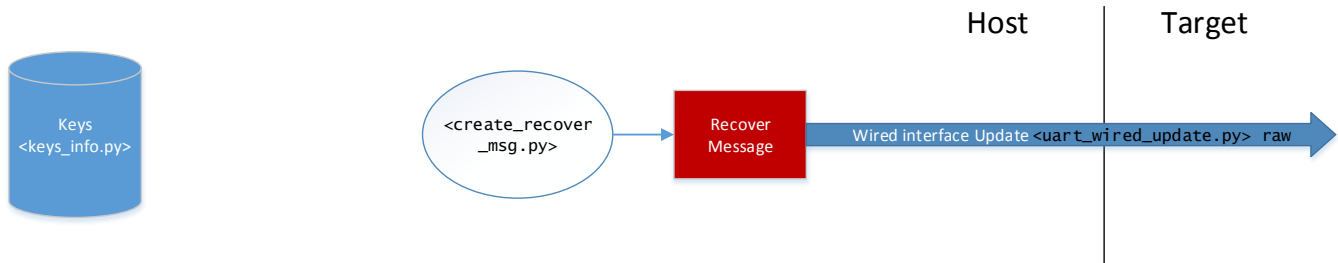 Host
Target
Keys
<keys_info.py>
<create_recover
_msg.py>
Recover
Message
Wired interface Update <uart_wired_update.py> raw